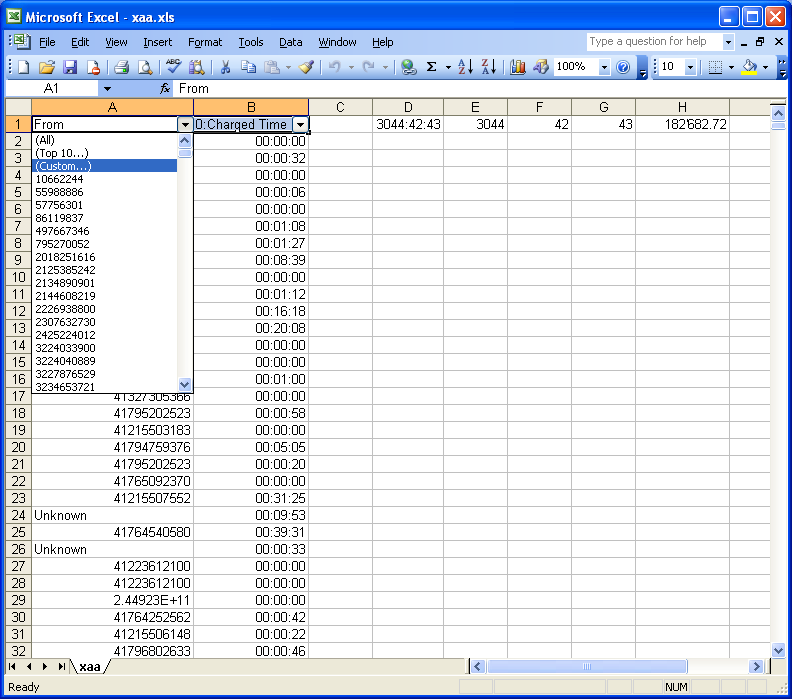 Microsoft Excel - xaa.xls
File Edit View Insert Format Tools Data Window Help Type a question for help
100% 10
A1 fx From
A B C D E F G H
1 From 0:Charged Time 3044:42:43 3044 42 43 182'682.72
2 (All) 00:00:00
(Top 10...)
3 (Custom...) 00:00:32
4 10662244 00:00:00
5 55988886 00:00:06
6 57756301 00:00:00
7 86119837 00:01:08
497667346
8 795270052 00:01:27
9 2018251616 00:08:39
10 2125385242 00:00:00
2134890901
11 2144608219 00:01:12
12 2226938800 00:16:18
13 2307632730 00:20:08
2425224012
14 3224033900 00:00:00
15 3224040889 00:00:00
16 3227876529 00:01:00
3234653721
17 41327305366 00:00:00
18 41795202523 00:00:58
19 41215503183 00:00:00
20 41794759376 00:05:05
21 41795202523 00:00:20
22 41765092370 00:00:00
23 41215507552 00:31:25
24 Unknown 00:09:53
25 41764540580 00:39:31
26 Unknown 00:00:33
27 41223612100 00:00:00
28 41223612100 00:00:00
29 2.44923E+11 00:00:00
30 41764252562 00:00:42
31 41215506148 00:00:22
32 41796802633 00:00:46
xaa
Ready NUM